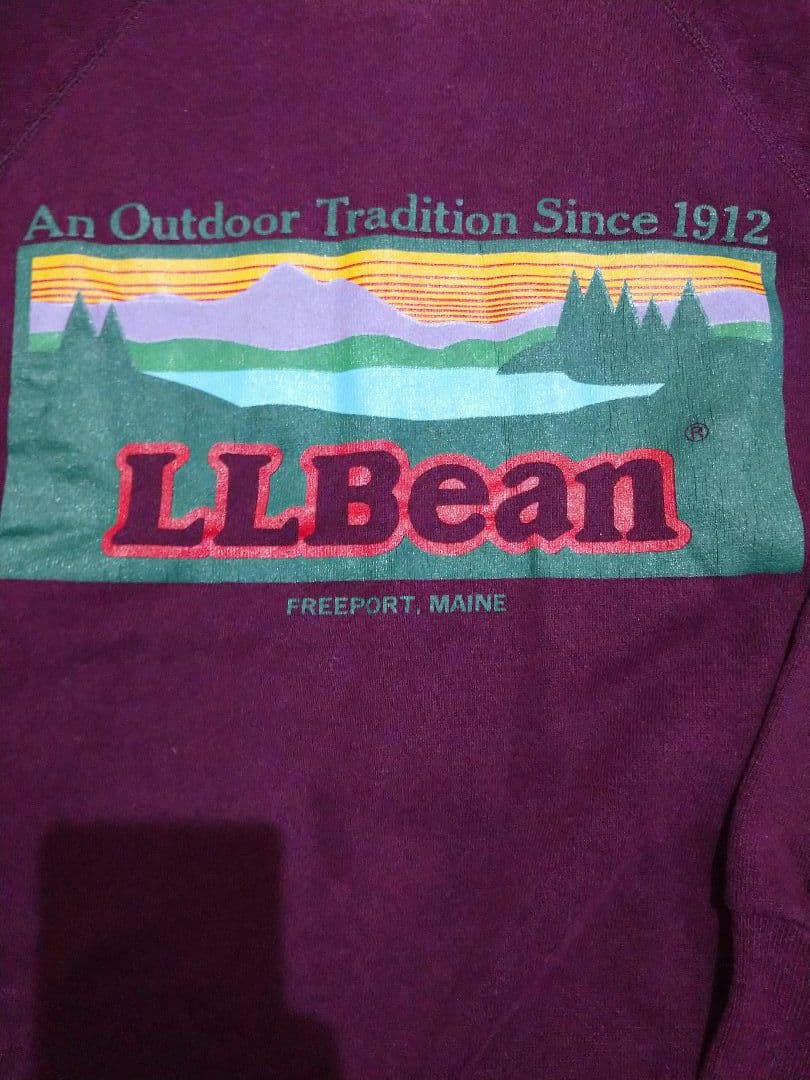 An Outdoor Tradition Since 1912
LLBean ®
FREEPORT, MAINE